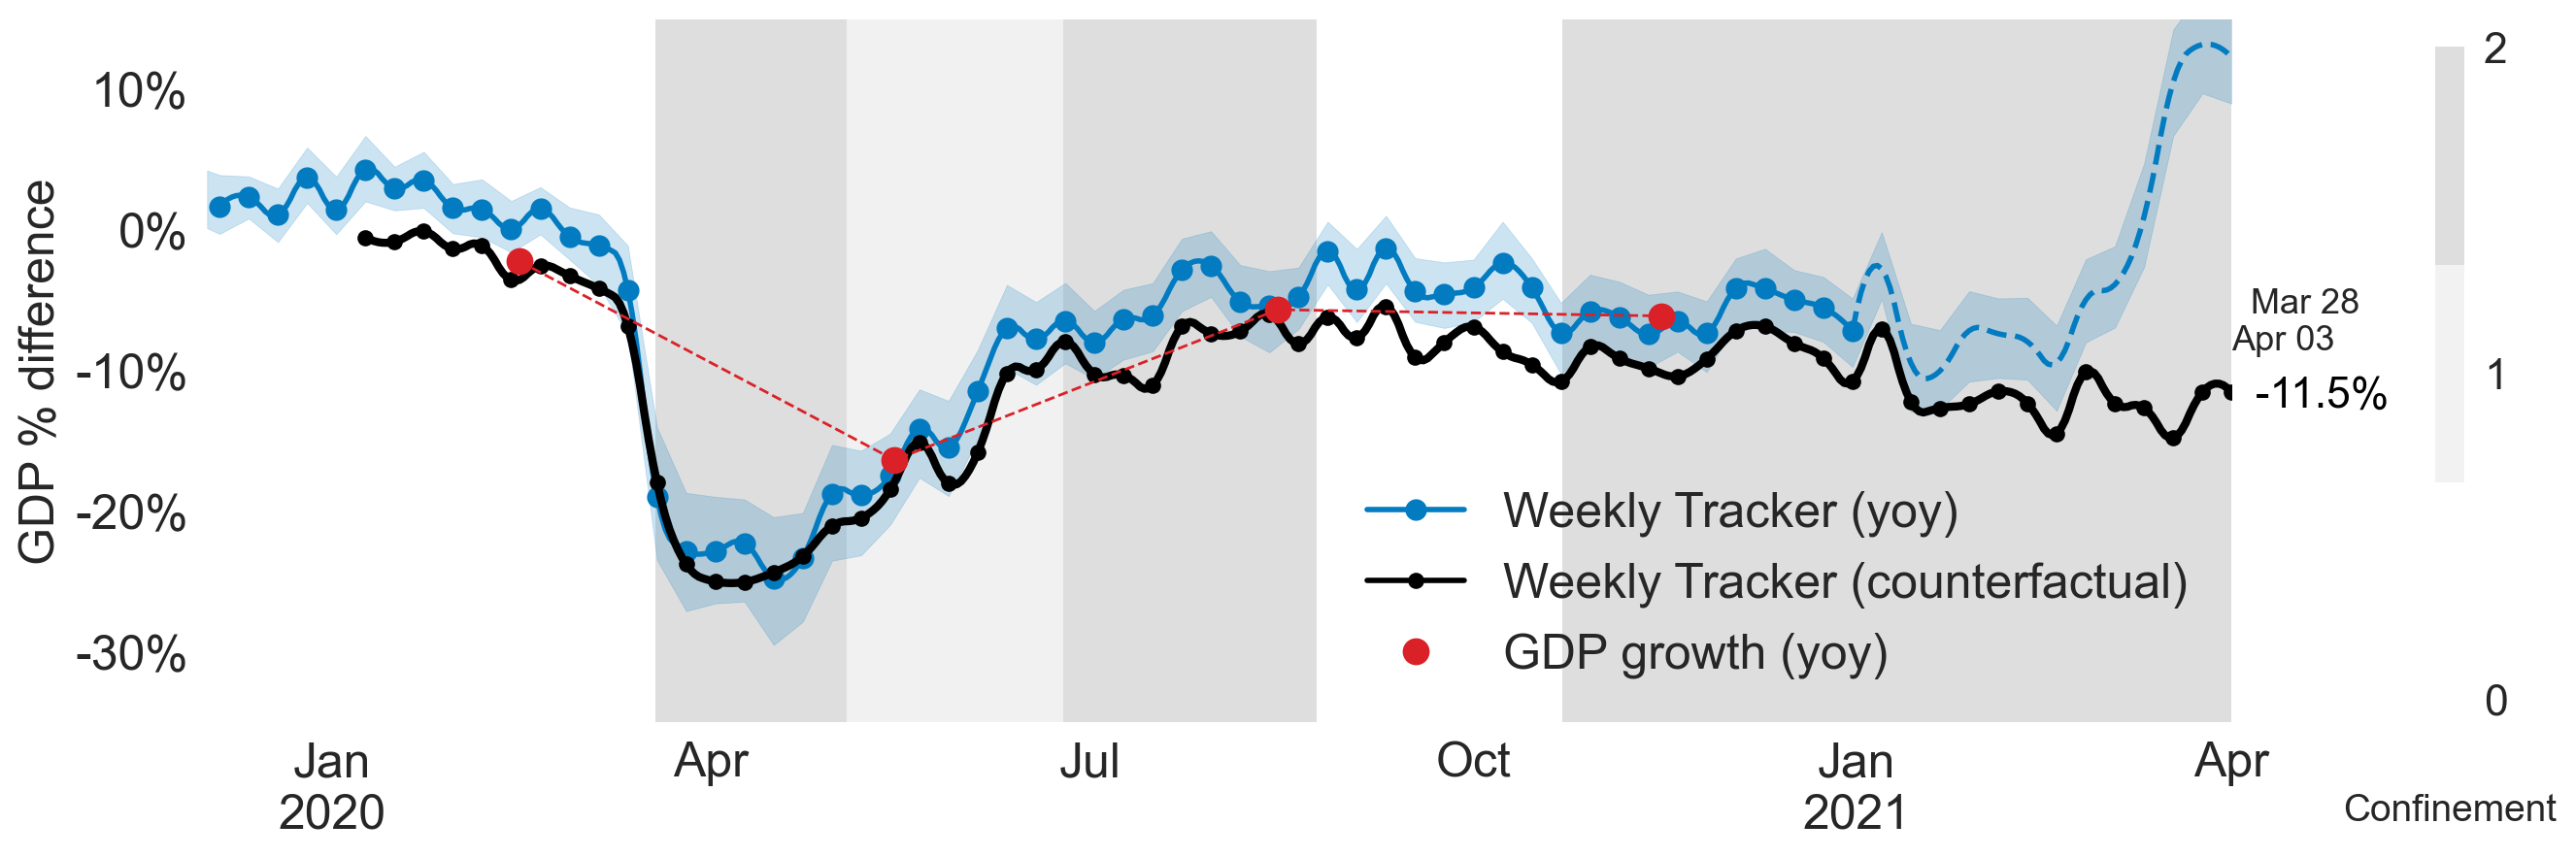 GDP % difference
10%
0%
-10%
-20%
-30%
Jan
2020
Apr
Jul
Oct
Jan
2021
Apr
Weekly Tracker (yoy)
Weekly Tracker (counterfactual)
GDP growth (yoy)
Mar 28
Apr 03
-11.5%
2
1
0
Confinement